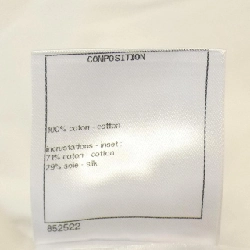 COMPOSITION
100% coton - cotton
incrustations - inset :
71% coton - cotton
29% soie - silk
852522